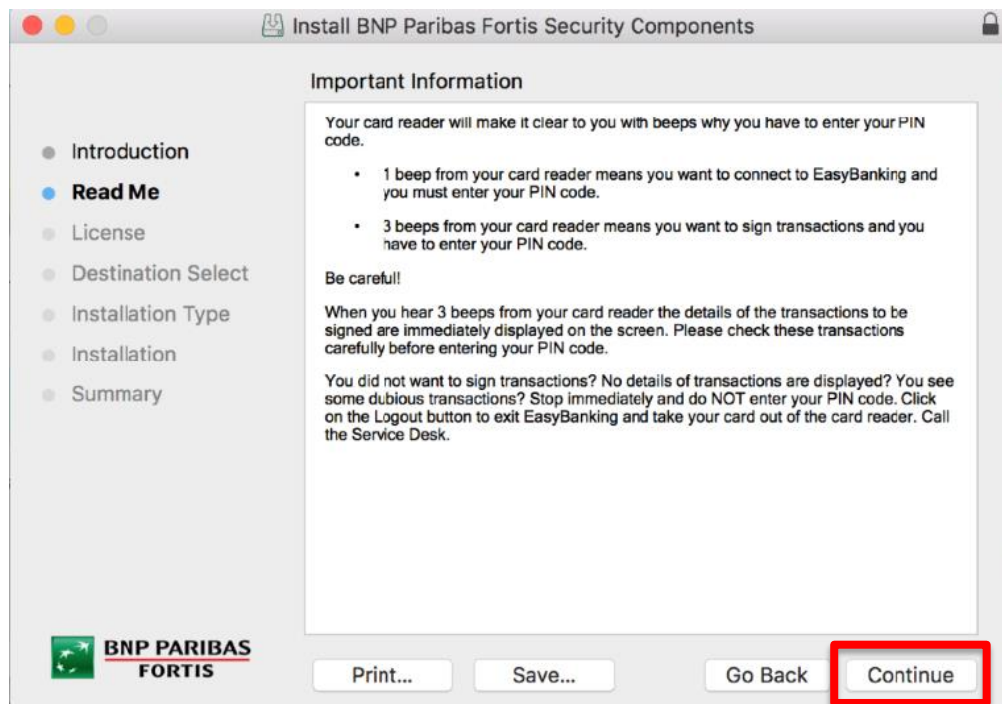 Install BNP Paribas Fortis Security Components
Important Information
Introduction
Read Me
License
Destination Select
Installation Type
Installation
Summary
Your card reader will make it clear to you with beeps why you have to enter your PIN
code.
• 1 beep from your card reader means you want to connect to EasyBanking and
you must enter your PIN code.
• 3 beeps from your card reader means you want to sign transactions and you
have to enter your PIN code.
Be careful!
When you hear 3 beeps from your card reader the details of the transactions to be
signed are immediately displayed on the screen. Please check these transactions
carefully before entering your PIN code.
You did not want to sign transactions? No details of transactions are displayed? You see
some dubious transactions? Stop immediately and do NOT enter your PIN code. Click
on the Logout button to exit EasyBanking and take your card out of the card reader. Call
the Service Desk.
BNP PARIBAS
FORTIS
Print...
Save...
Go Back
Continue